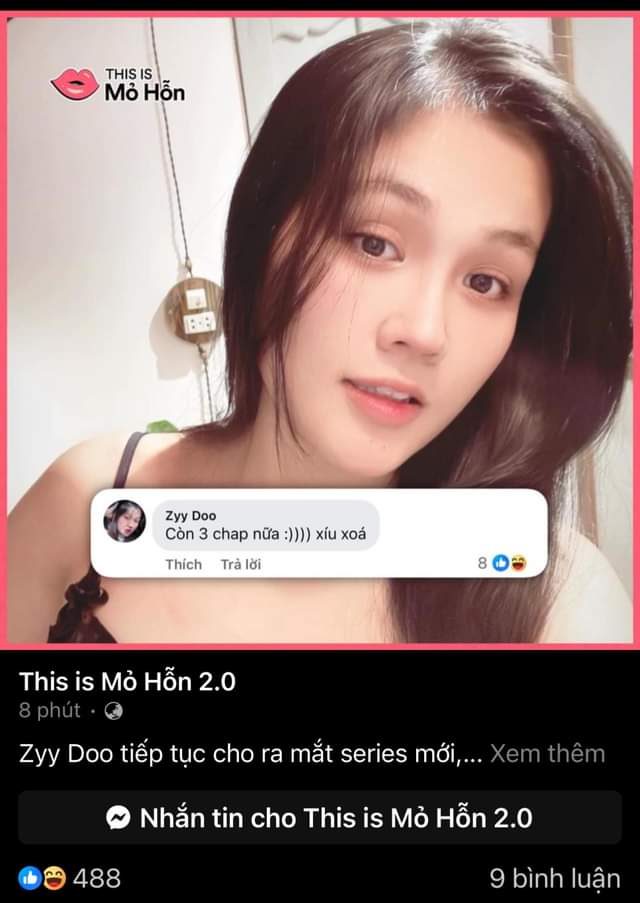 THIS IS
Mỏ Hỗn
Zyy Doo
Còn 3 chap nữa :)))) xíu xoá
Thích Trả lời
8
This is Mỏ Hỗn 2.0
8 phút ·
Zyy Doo tiếp tục cho ra mắt series mới,... Xem thêm
Nhắn tin cho This is Mỏ Hỗn 2.0
488
9 bình luận